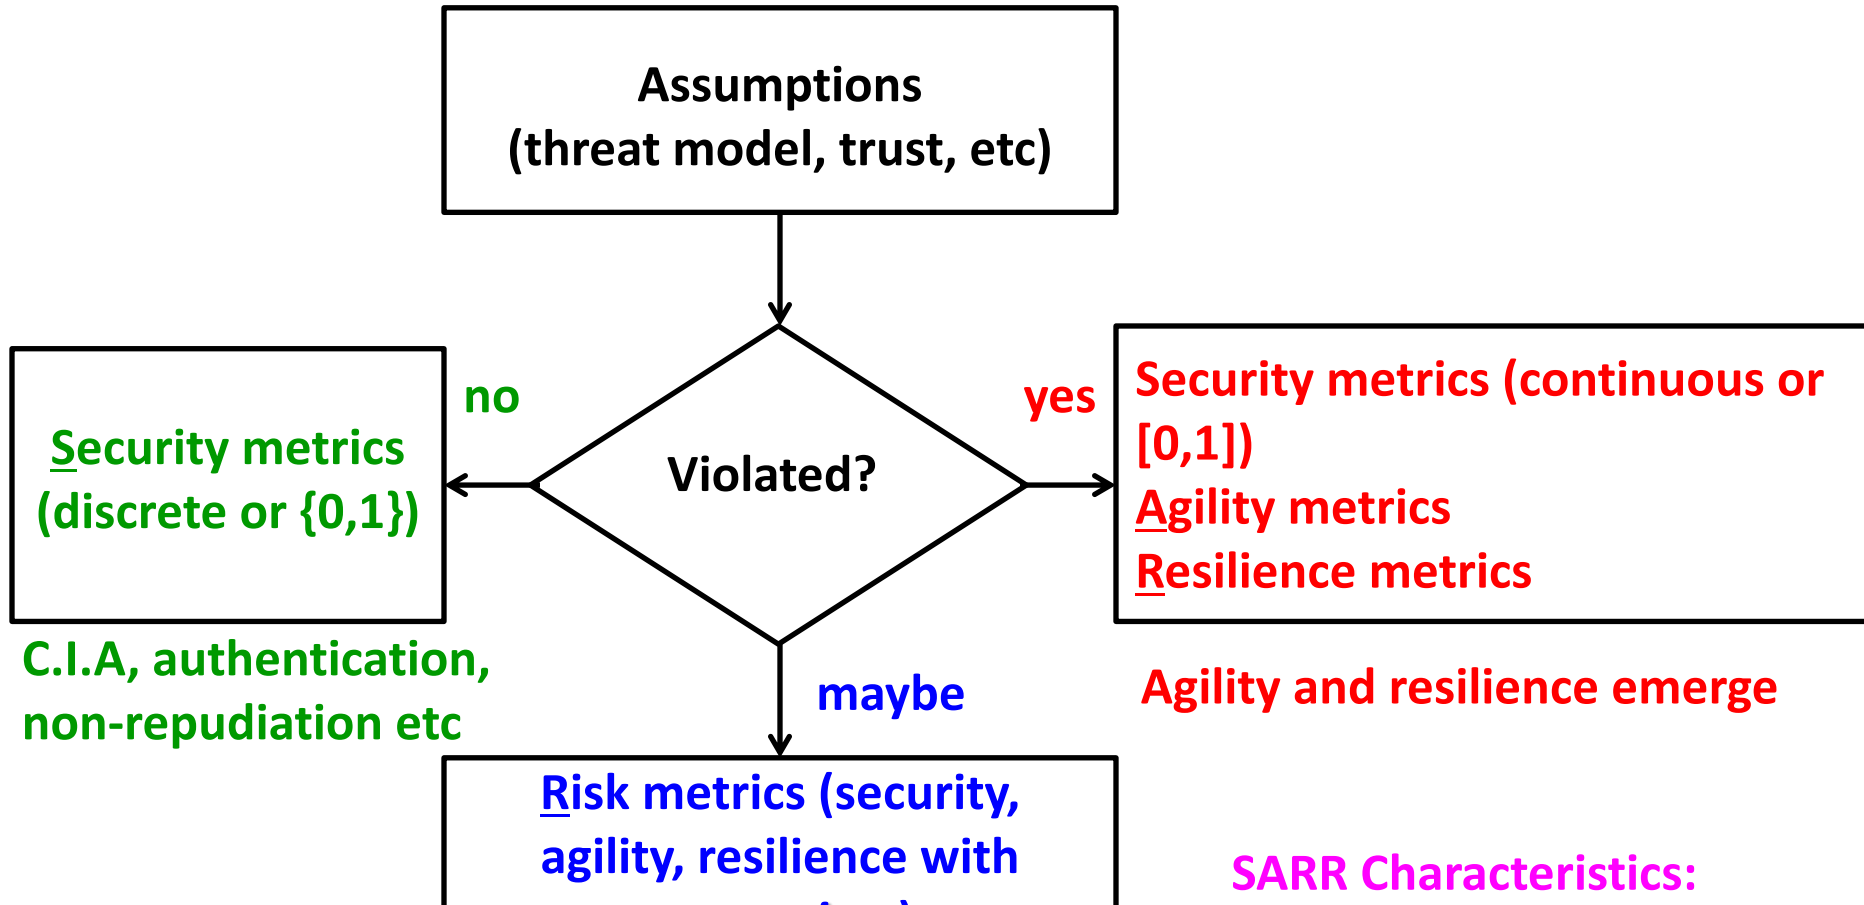 Assumptions
(threat model, trust, etc)
no
yes
Security metrics
(discrete or {0,1})
Violated?
Security metrics (continuous or
[0,1])
Agility metrics
Resilience metrics
C.I.A, authentication,
non-repudiation etc
maybe
Agility and resilience emerge
Risk metrics (security,
agility, resilience with
SARR Characteristics: